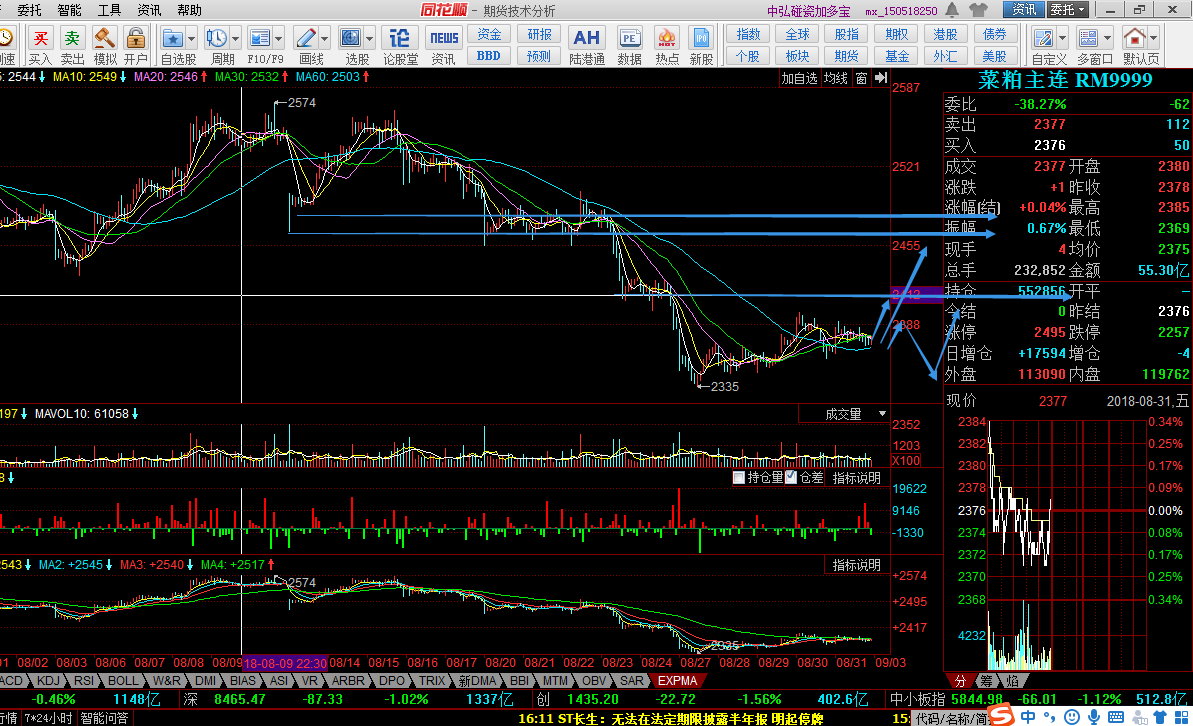 委托 智能 工具 资讯 帮助 同花顺 - 期货技术分析 中弘碰瓷加多宝 mx_150518250 资讯 委托
买 卖 论 NEWS 资金 研报 AH PE HOT IPO 指数 全球 股指 期权 港股 债券
测速 买入 卖出 模拟 开户 自选股 周期 F10/F9 画线 选股 论股堂 资讯 BBD 预测 陆港通 数据 热点 新股 个股 板块 期货 基金 外汇 美股 自定义 多窗口 默认页
5: 2544↓ MA10: 2549↓ MA20: 2546↑ MA30: 2532↑ MA60: 2503↑ 加自选 均线 窗
2587
2574
2521
2455
2388
2335
菜粕主连 RM9999
委比 -38.27% -62
卖出 2377 112
买入 2376 50
成交 2377 开盘 2380
涨跌 +1 昨收 2378
涨幅(结) +0.04% 最高 2385
振幅 0.67% 最低 2369
现手 4 均价 2375
总手 232,852 金额 55.30亿
持仓 552856 开平 –
今结 0 昨结 2376
涨停 2495 跌停 2257
日增仓 +17594 增仓 -4
外盘 113090 内盘 119762
现价 2377 2018-08-31,五
197↓ MAVOL10: 61058↓ 成交量
2352
1203
X100
8↓ 持仓量 仓差 指标说明
19622
9146
-1330
2543↓ MA2: +2545↓ MA3: +2540↓ MA4: +2517↑ 指标说明
2574
+2574
+2495
+2417
2384 0.34%
2382 0.25%
2380 0.17%
2378 0.09%
2376 0.00%
2374 0.08%
2372 0.17%
2370 0.25%
2368 0.34%
4232
01 08/02 08/03 08/06 08/07 08/08 08/09 18-08-09 22:30 08/14 08/15 08/16 08/17 08/20 08/21 08/22 08/23 08/24 08/27 08/28 08/29 08/30 08/31 09/03
ACD KDJ RSI BOLL W&R DMI BIAS ASI VR ARBR DPO TRIX 新DMA BBI MTM OBV SAR EXPMA 分 筹 焰
-0.46% 1148亿 深 8465.47 -87.33 -1.02% 1337亿 创 1435.20 -22.72 -1.56% 402.6亿 中小板指 5844.98 -66.01 -1.12% 512.8亿
行情 7*24小时 智能问答 16:11 ST长生：无法在法定期限披露半年报 明起停牌 15: 代码/名称/简 中